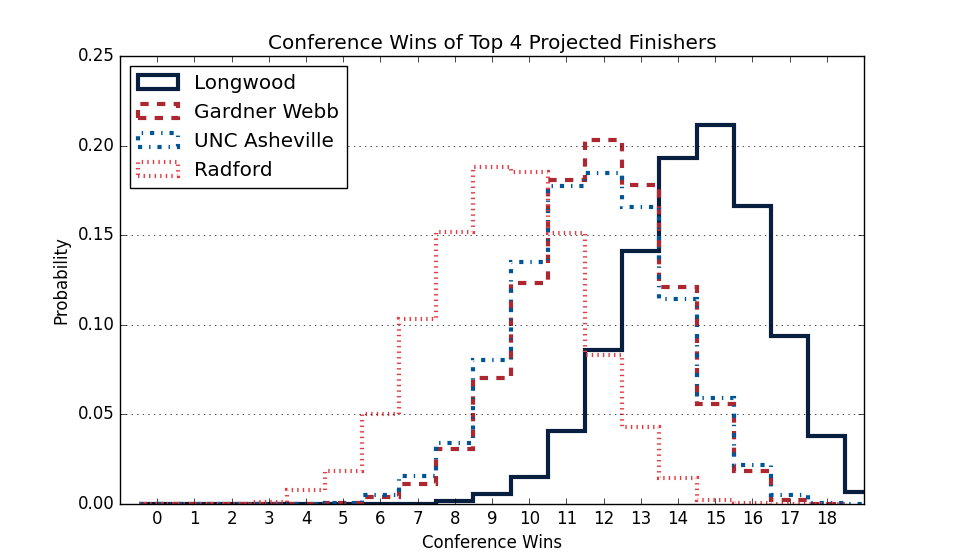 Conference Wins of Top 4 Projected Finishers
0.25
0.20
0.15
0.10
0.05
0.00
Probability
Longwood
Gardner Webb
UNC Asheville
Radford
0 1 2 3 4 5 6 7 8 9 10 11 12 13 14 15 16 17 18
Conference Wins